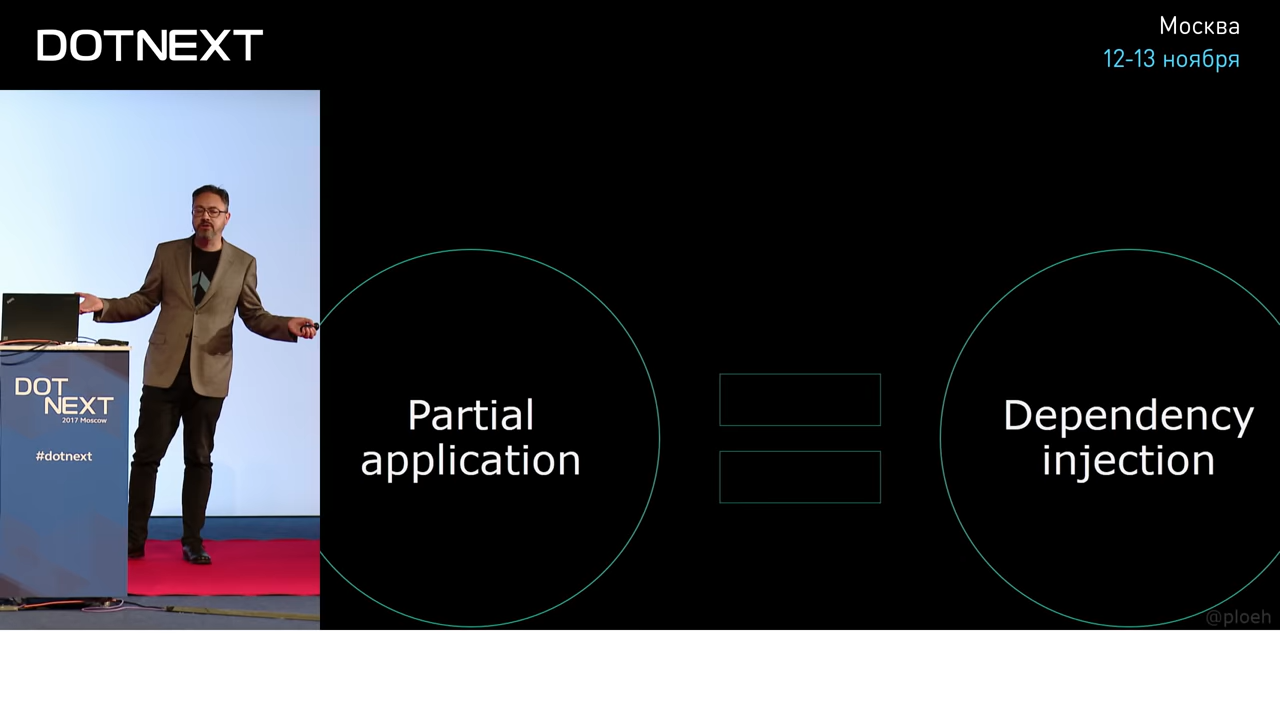 DOTNEXT
Москва
12-13 ноября
DOT
NEXT
2017 Moscow
#dotnext
Partial
application
Dependency
injection
@ploeh